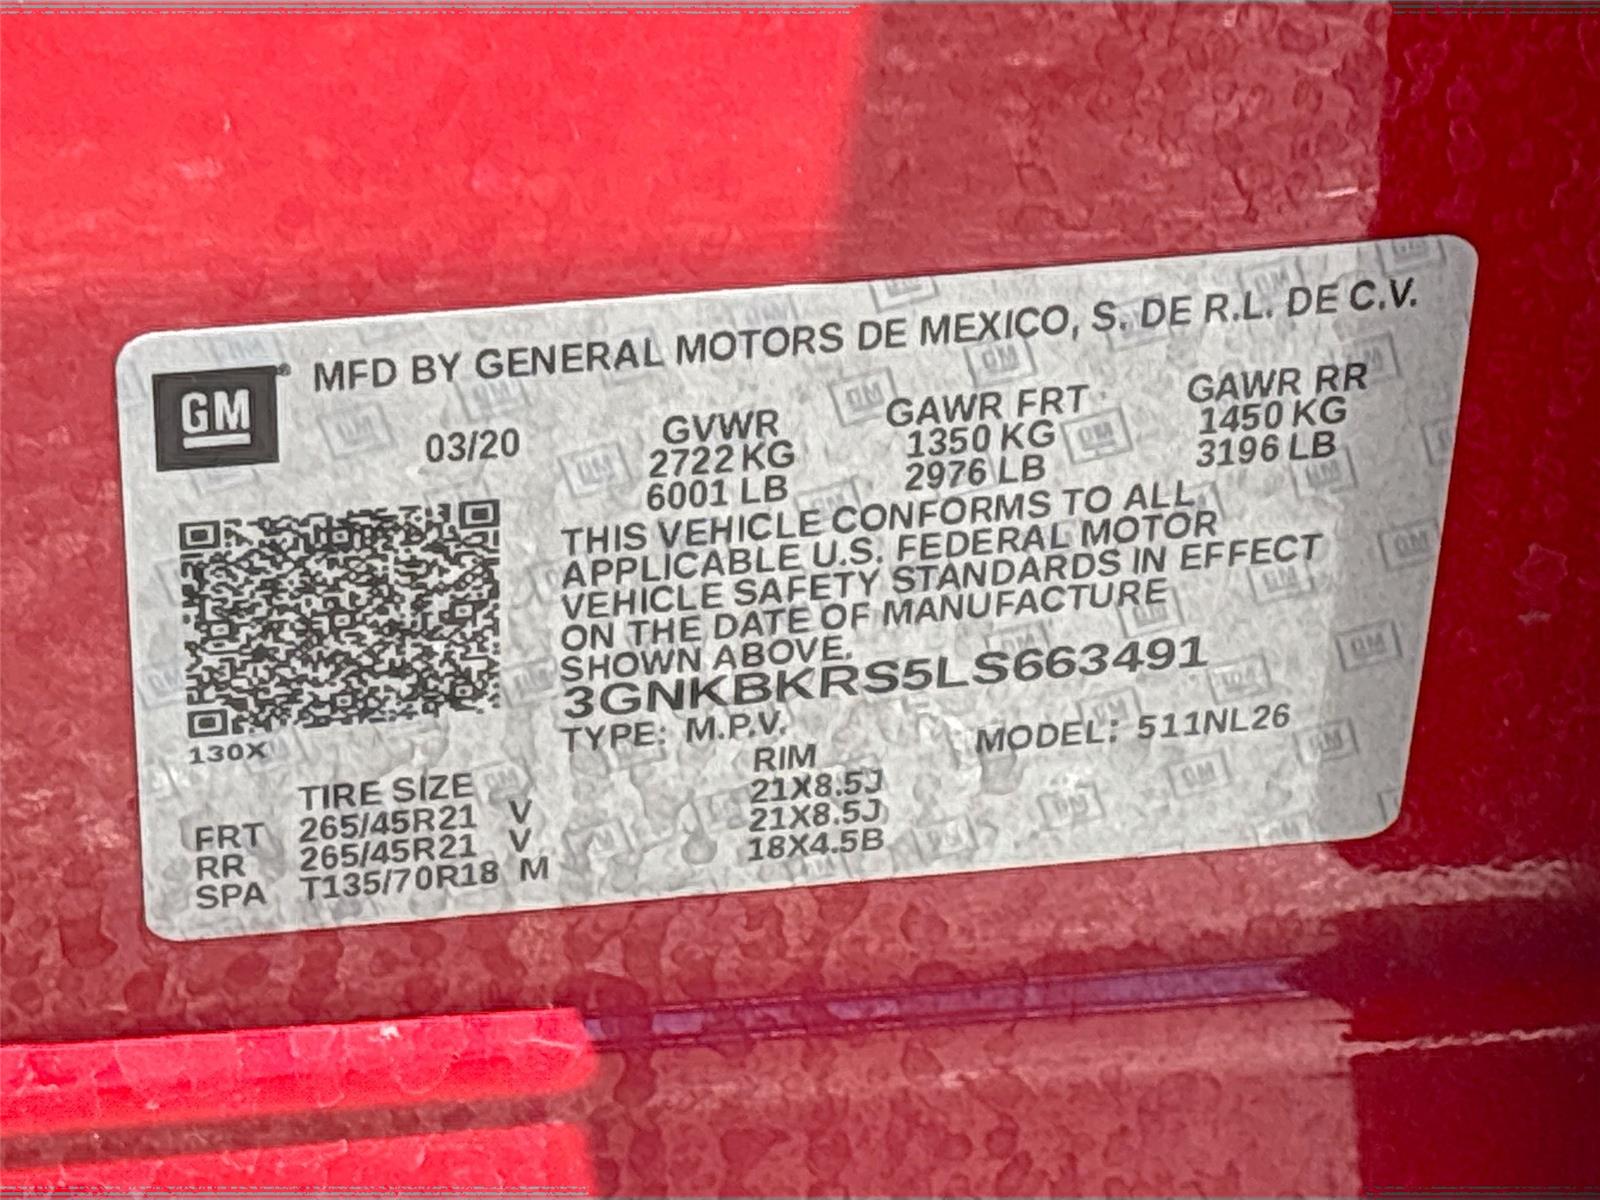 GM® MFD BY GENERAL MOTORS DE MEXICO, S. DE R.L. DE C.V.
03/20 GVWR GAWR FRT GAWR RR
2722 KG 1350 KG 1450 KG
6001 LB 2976 LB 3196 LB
THIS VEHICLE CONFORMS TO ALL
APPLICABLE U.S. FEDERAL MOTOR
VEHICLE SAFETY STANDARDS IN EFFECT
ON THE DATE OF MANUFACTURE
SHOWN ABOVE.
3GNKBKRS5LS663491
TYPE: M.P.V. MODEL: 511NL26
130X
TIRE SIZE RIM
FRT 265/45R21 V 21X8.5J
RR 265/45R21 V 21X8.5J
SPA T135/70R18 M 18X4.5B